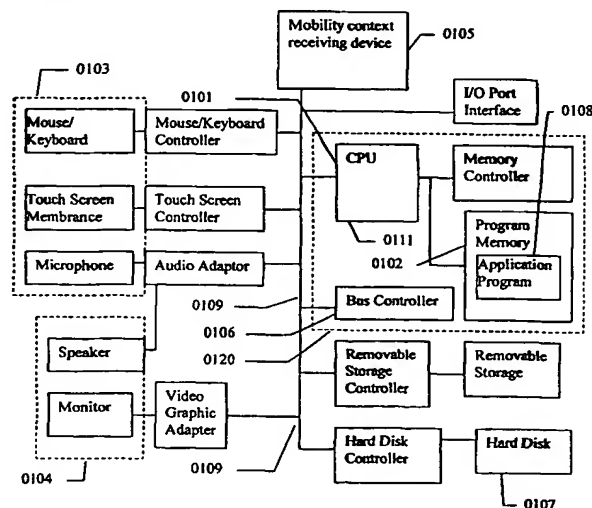 Mobility context
receiving device
0105
0103
0101
I/O Port
Interface
0108
Mouse/
Keyboard
Mouse/Keyboard
Controller
CPU
Memory
Controller
Touch Screen
Membrance
Touch Screen
Controller
0111
Program
Memory
0102
Application
Program
Microphone
Audio Adaptor
0109
Bus Controller
0106
0120
Speaker
Removable
Storage
Controller
Removable
Storage
Monitor
Video
Graphic
Adapter
Hard Disk
Controller
Hard Disk
0104
0109
0107